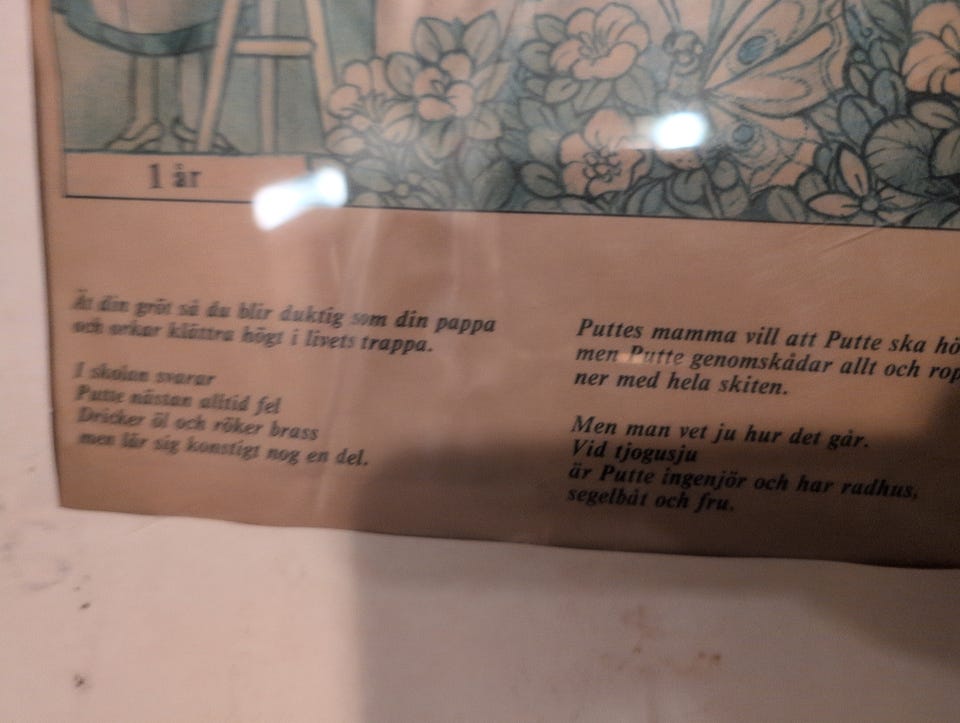 1 år
Ät din gröt så du blir duktig som din pappa
och orkar klättra högt i livets trappa.
I skolan svarar
Putte nästan alltid fel
Dricker öl och röker brass
men lär sig konstigt nog en del.
Puttes mamma vill att Putte ska hö
men Putte genomskådar allt och rop
ner med hela skiten.
Men man vet ju hur det går.
Vid tjogusju
är Putte ingenjör och har radhus,
segelbåt och fru.